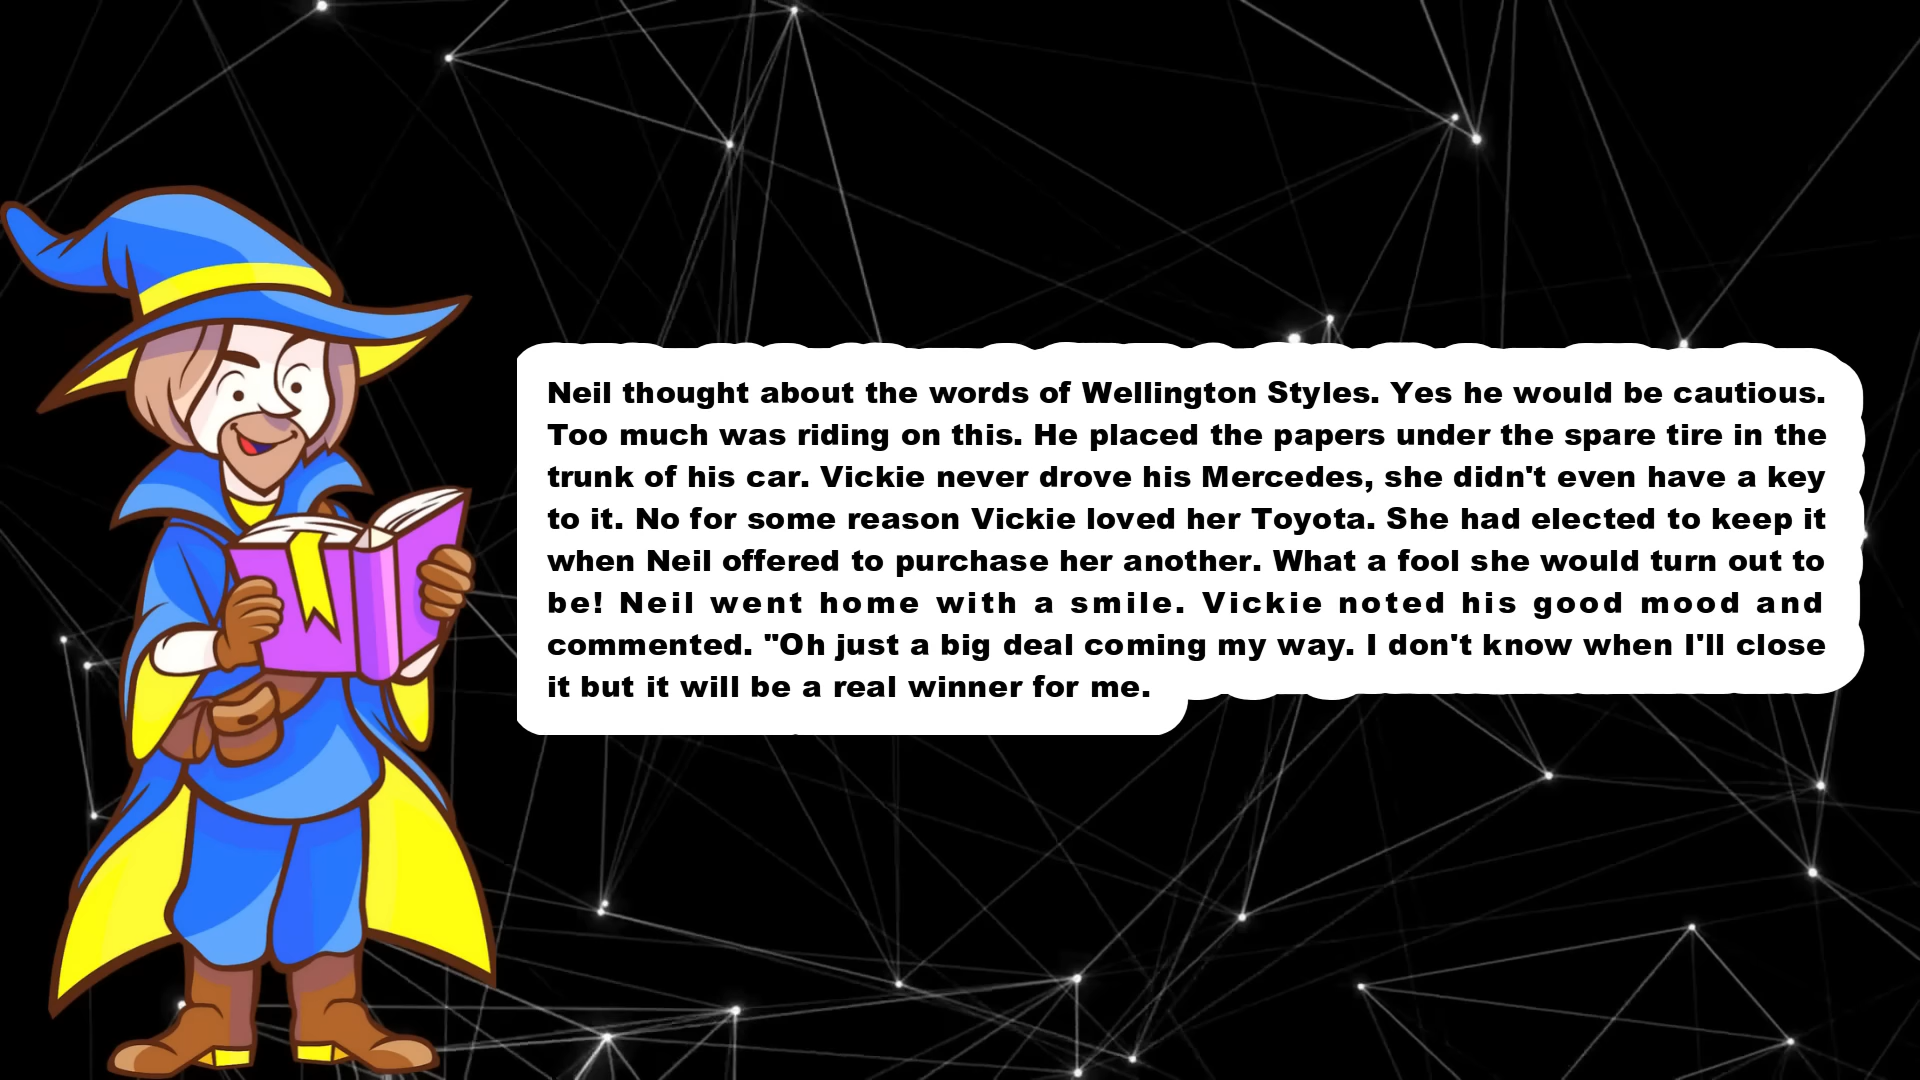 Neil thought about the words of Wellington Styles. Yes he would be cautious.
Too much was riding on this. He placed the papers under the spare tire in the
trunk of his car. Vickie never drove his Mercedes, she didn't even have a key
to it. No for some reason Vickie loved her Toyota. She had elected to keep it
when Neil offered to purchase her another. What a fool she would turn out to
be! Neil went home with a smile. Vickie noted his good mood and
commented. "Oh just a big deal coming my way. I don't know when I'll close
it but it will be a real winner for me.